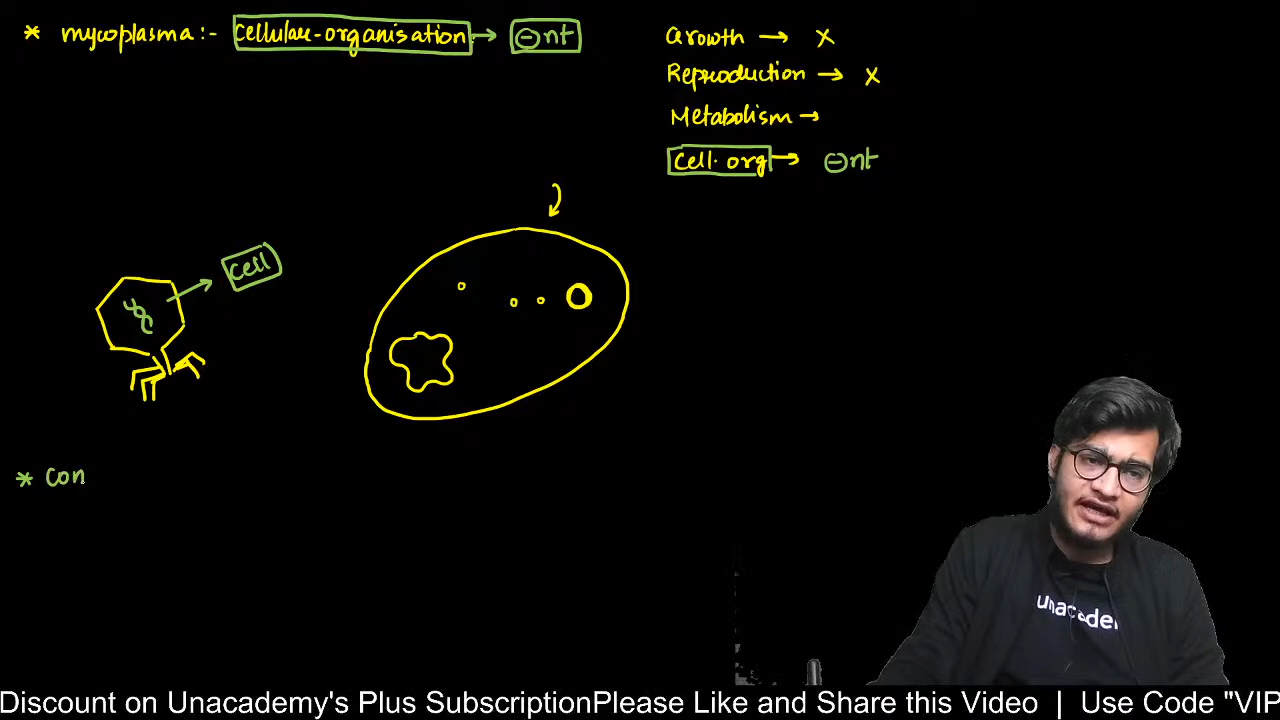 * mycoplasma :- cellular-organisation → ⊖nt
Growth → x
Reproduction → x
Metabolism →
Cell. org → ⊖nt
cell
* con
unacadem
Discount on Unacademy's Plus SubscriptionPlease Like and Share this Video | Use Code "VIP